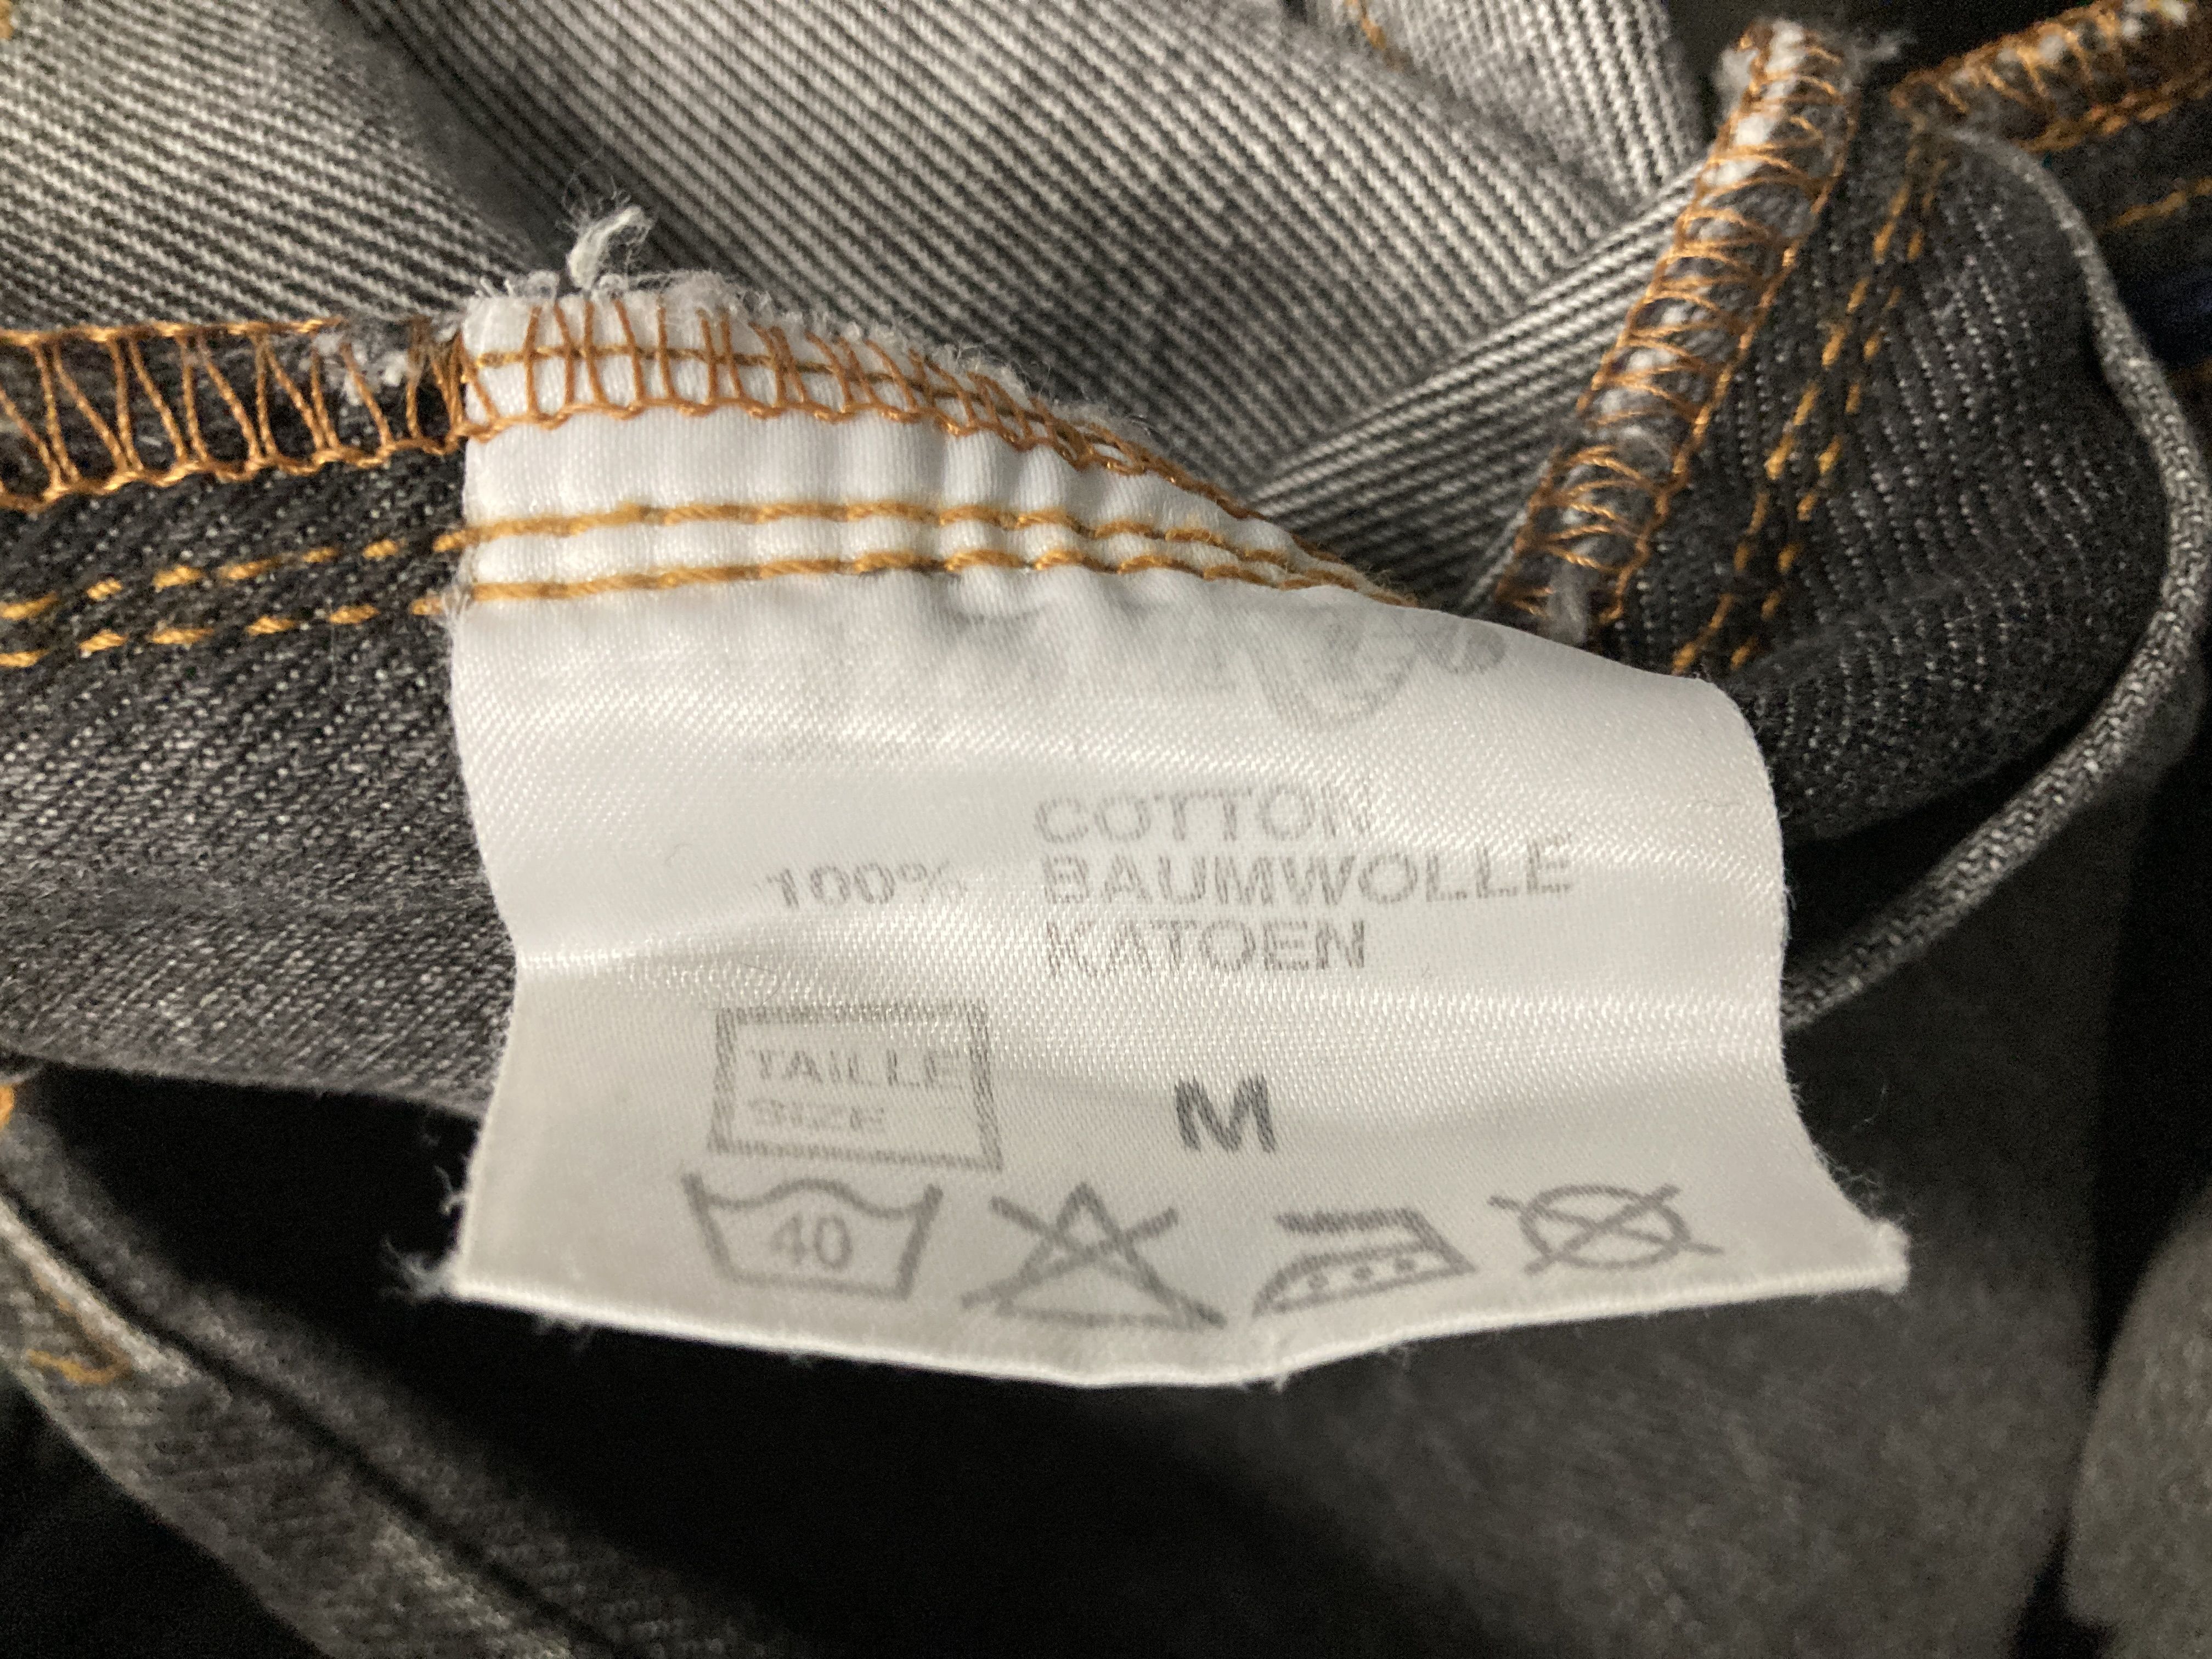 COTTON
100% BAUMWOLLE
KATOEN
TAILLE
SIZE
M
40